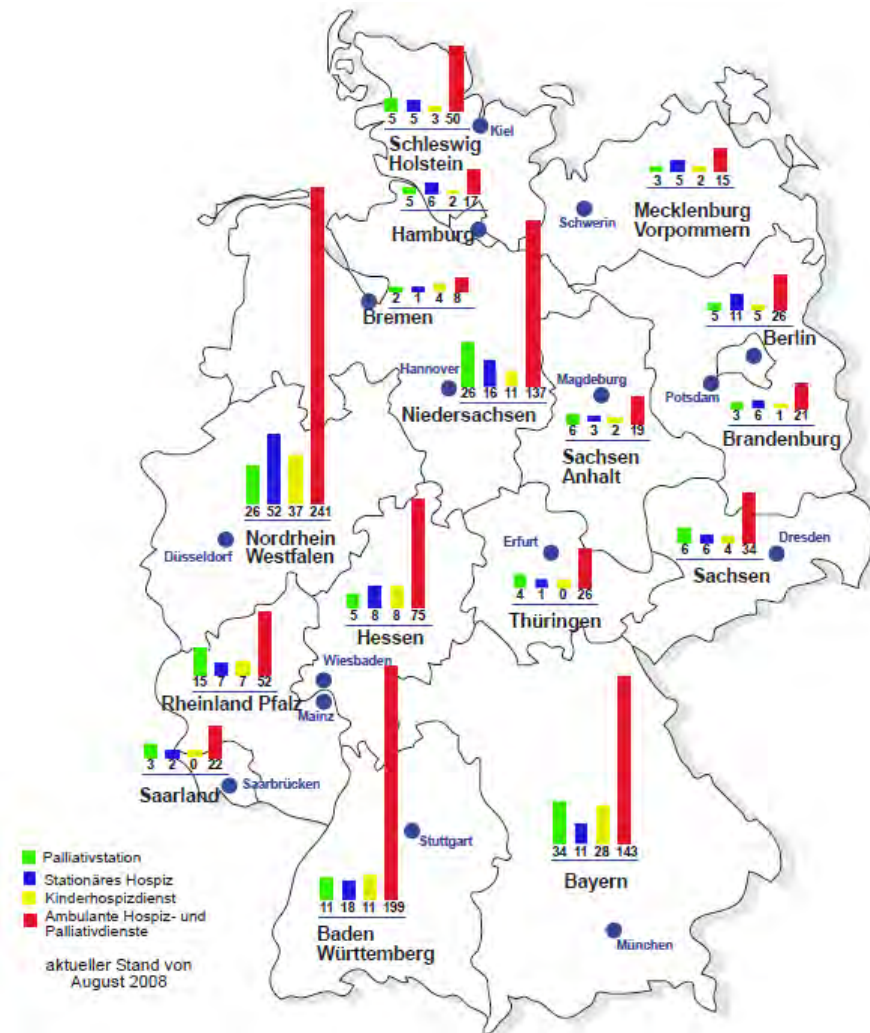 5 5 3 50
Kiel
Schleswig
Holstein
3 5 2 15
Schwerin
Mecklenburg
Vorpommern
5 6 2 17
Hamburg
2 1 4 8
Bremen
5 11 5 26
Berlin
Hannover
26 16 11 137
Niedersachsen
Magdeburg
6 3 2 19
Sachsen
Anhalt
Potsdam
3 6 1 21
Brandenburg
26 52 37 241
Nordrhein
Westfalen
Düsseldorf
5 8 8 75
Hessen
Erfurt
4 1 0 26
Thüringen
6 6 4 34
Dresden
Sachsen
15 7 7 52
Rheinland Pfalz
Wiesbaden
Mainz
3 2 0 22
Saarland
Saarbrücken
Stuttgart
11 18 11 199
Baden
Württemberg
34 11 28 143
Bayern
München
Palliativstation
Stationäres Hospiz
Kinderhospizdienst
Ambulante Hospiz- und
Palliativdienste
aktueller Stand von
August 2008